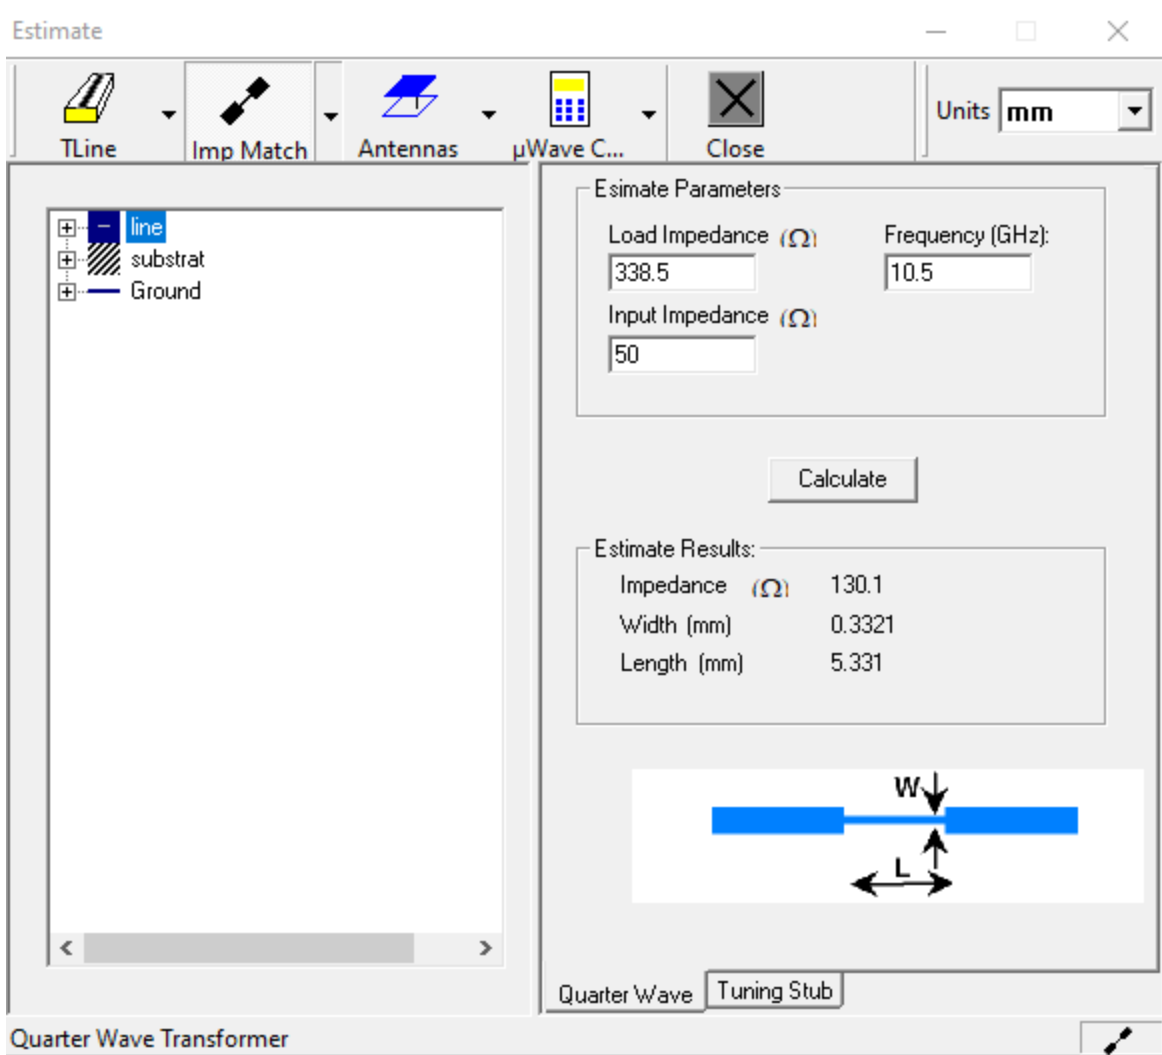 Estimate
TLine
Imp Match
Antennas
µWave C...
Close
Units mm
line
substrat
Ground
Esimate Parameters
Load Impedance (Ω) Frequency (GHz):
338.5 10.5
Input Impedance (Ω)
50
Calculate
Estimate Results:
Impedance (Ω) 130.1
Width (mm) 0.3321
Length (mm) 5.331
W
L
Quarter Wave Tuning Stub
Quarter Wave Transformer